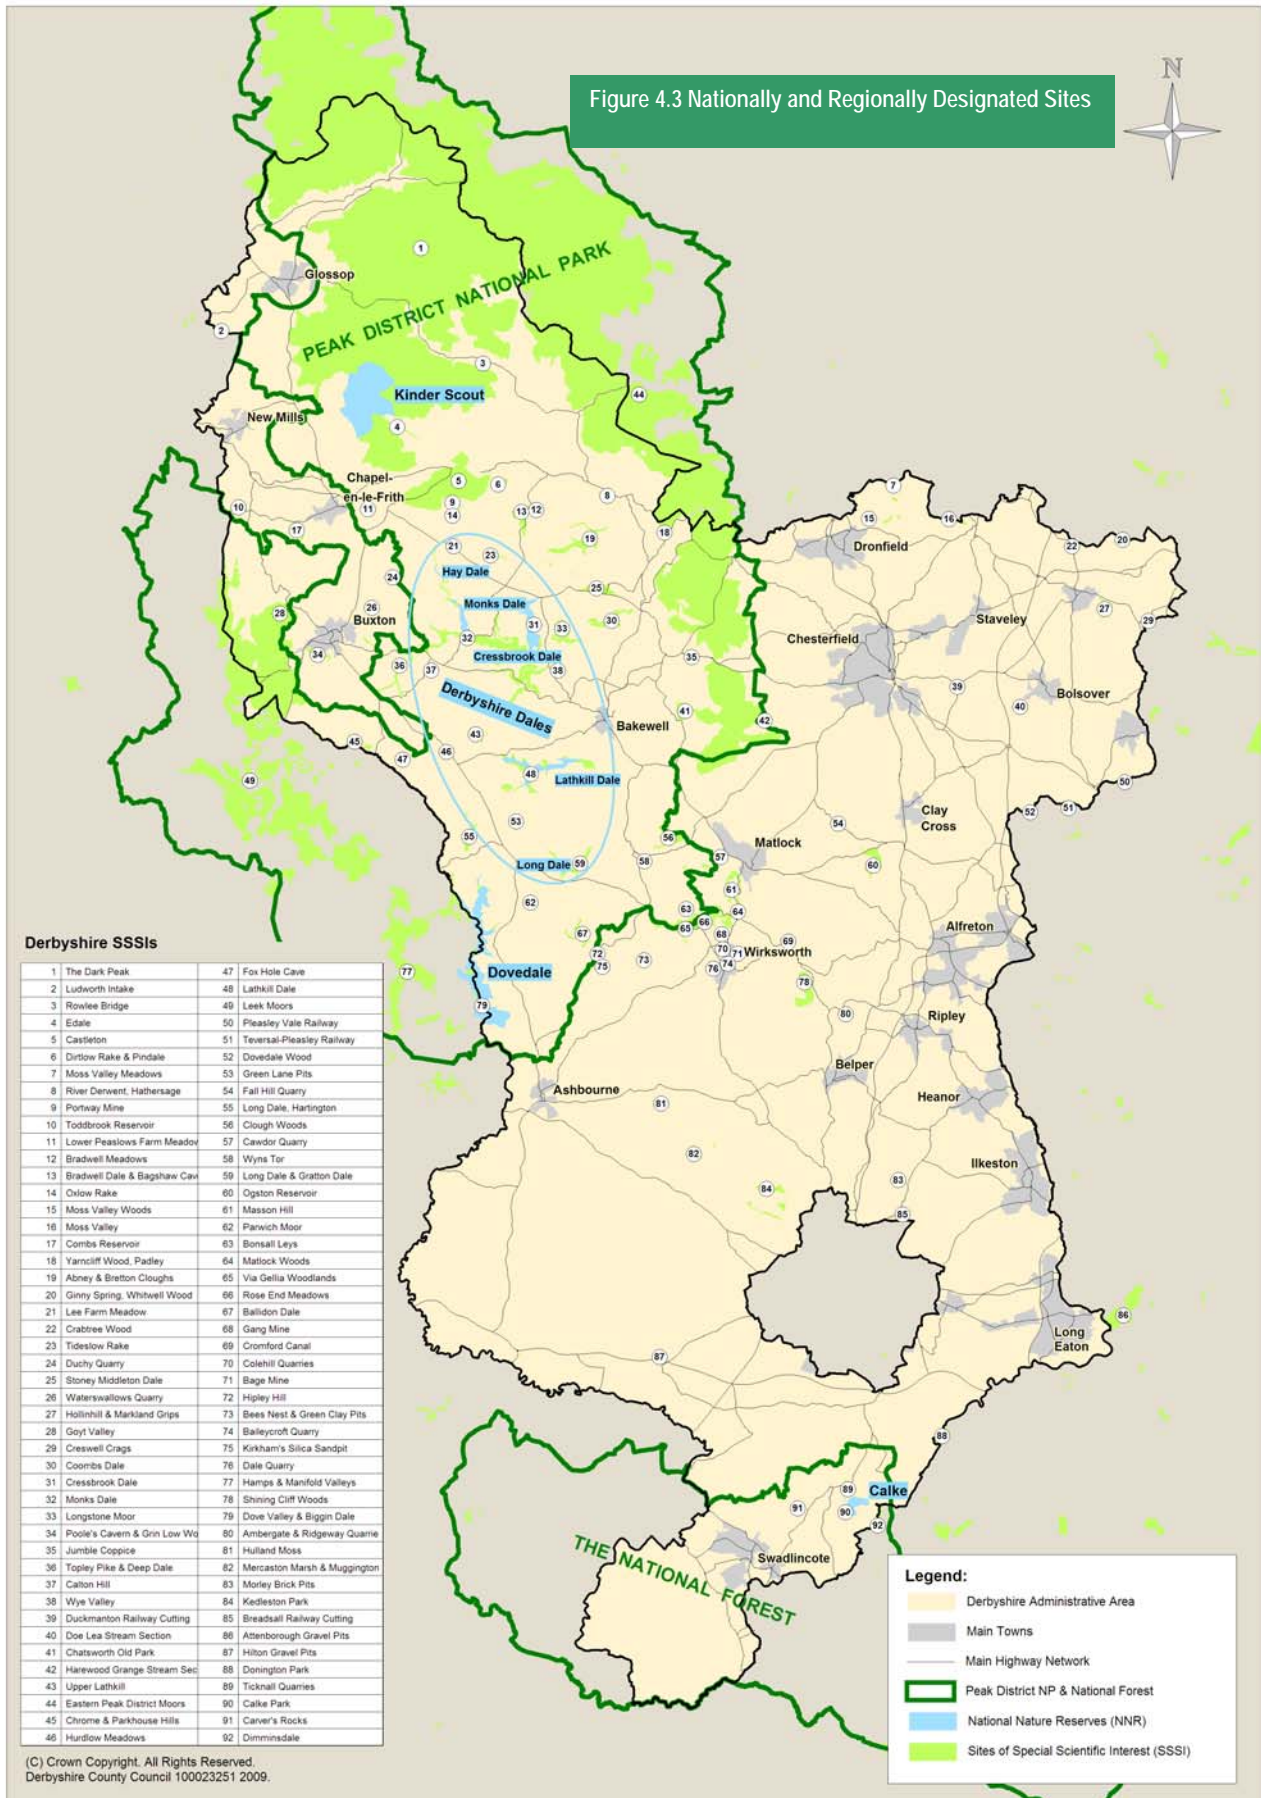 Figure 4.3 Nationally and Regionally Designated Sites
N
PEAK DISTRICT NATIONAL PARK
Glossop
Kinder Scout
New Mills
Chapel-
en-le-Frith
Dronfield
Hay Dale
Monks Dale
Buxton
Cressbrook Dale
Derbyshire Dales
Bakewell
Lathkill Dale
Long Dale
Chesterfield
Staveley
Bolsover
Clay
Cross
Matlock
Alfreton
Wirksworth
Dovedale
Ripley
Belper
Ashbourne
Heanor
Ilkeston
Long
Eaton
Calke
Swadlincote
THE NATIONAL FOREST
Derbyshire SSSIs
1 The Dark Peak 47 Fox Hole Cave
2 Ludworth Intake 48 Lathkill Dale
3 Rowlee Bridge 49 Leek Moors
4 Edale 50 Pleasley Vale Railway
5 Castleton 51 Teversal-Pleasley Railway
6 Dirtlow Rake & Pindale 52 Dovedale Wood
7 Moss Valley Meadows 53 Green Lane Pits
8 River Derwent, Hathersage 54 Fall Hill Quarry
9 Portway Mine 55 Long Dale, Hartington
10 Toddbrook Reservoir 56 Clough Woods
11 Lower Peaslows Farm Meadov 57 Cawdor Quarry
12 Bradwell Meadows 58 Wyns Tor
13 Bradwell Dale & Bagshaw Cav 59 Long Dale & Gratton Dale
14 Oxlow Rake 60 Ogston Reservoir
15 Moss Valley Woods 61 Masson Hill
16 Moss Valley 62 Parwich Moor
17 Combs Reservoir 63 Bonsall Leys
18 Yarncliff Wood, Padley 64 Matlock Woods
19 Abney & Bretton Cloughs 65 Via Gellia Woodlands
20 Ginny Spring, Whitwell Wood 66 Rose End Meadows
21 Lee Farm Meadow 67 Ballidon Dale
22 Crabtree Wood 68 Gang Mine
23 Tideslow Rake 69 Cromford Canal
24 Duchy Quarry 70 Colehill Quarries
25 Stoney Middleton Dale 71 Bage Mine
26 Waterswallows Quarry 72 Hipley Hill
27 Hollinhill & Markland Grips 73 Bees Nest & Green Clay Pits
28 Goyt Valley 74 Baileycroft Quarry
29 Creswell Crags 75 Kirkham's Silica Sandpit
30 Coombs Dale 76 Dale Quarry
31 Cressbrook Dale 77 Hamps & Manifold Valleys
32 Monks Dale 78 Shining Cliff Woods
33 Longstone Moor 79 Dove Valley & Biggin Dale
34 Poole's Cavern & Grin Low Wo 80 Ambergate & Ridgeway Quarrie
35 Jumble Coppice 81 Hulland Moss
36 Topley Pike & Deep Dale 82 Mercaston Marsh & Muggington
37 Calton Hill 83 Morley Brick Pits
38 Wye Valley 84 Kedleston Park
39 Duckmanton Railway Cutting 85 Breadsall Railway Cutting
40 Doe Lea Stream Section 86 Attenborough Gravel Pits
41 Chatsworth Old Park 87 Hilton Gravel Pits
42 Harewood Grange Stream Sec 88 Donington Park
43 Upper Lathkill 89 Ticknall Quarries
44 Eastern Peak District Moors 90 Calke Park
45 Chrome & Parkhouse Hills 91 Carver's Rocks
46 Hurdlow Meadows 92 Dimminsdale
(C) Crown Copyright. All Rights Reserved.
Derbyshire County Council 100023251 2009.
Legend:
Derbyshire Administrative Area
Main Towns
Main Highway Network
Peak District NP & National Forest
National Nature Reserves (NNR)
Sites of Special Scientific Interest (SSSI)